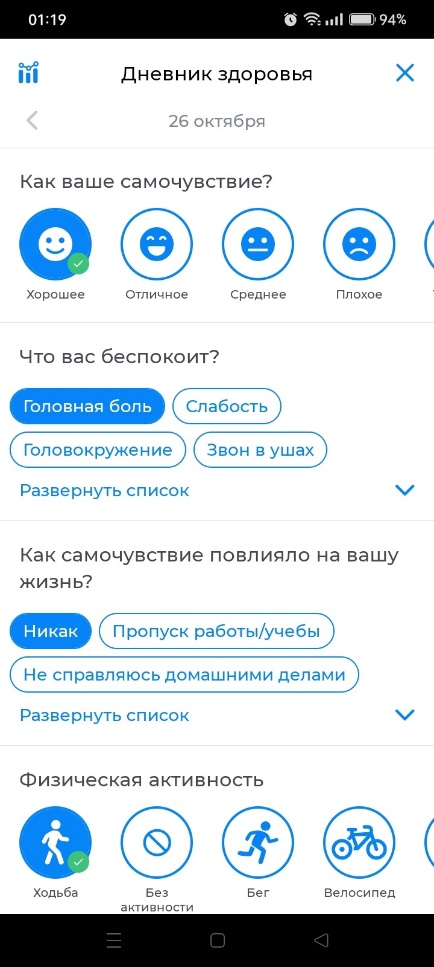 01:19
94%
Дневник здоровья
26 октября
Как ваше самочувствие?
Хорошее
Отличное
Среднее
Плохое
Что вас беспокоит?
Головная боль
Слабость
Головокружение
Звон в ушах
Развернуть список
Как самочувствие повлияло на вашу
жизнь?
Никак
Пропуск работы/учебы
Не справляюсь домашними делами
Развернуть список
Физическая активность
Ходьба
Без
активности
Бег
Велосипед